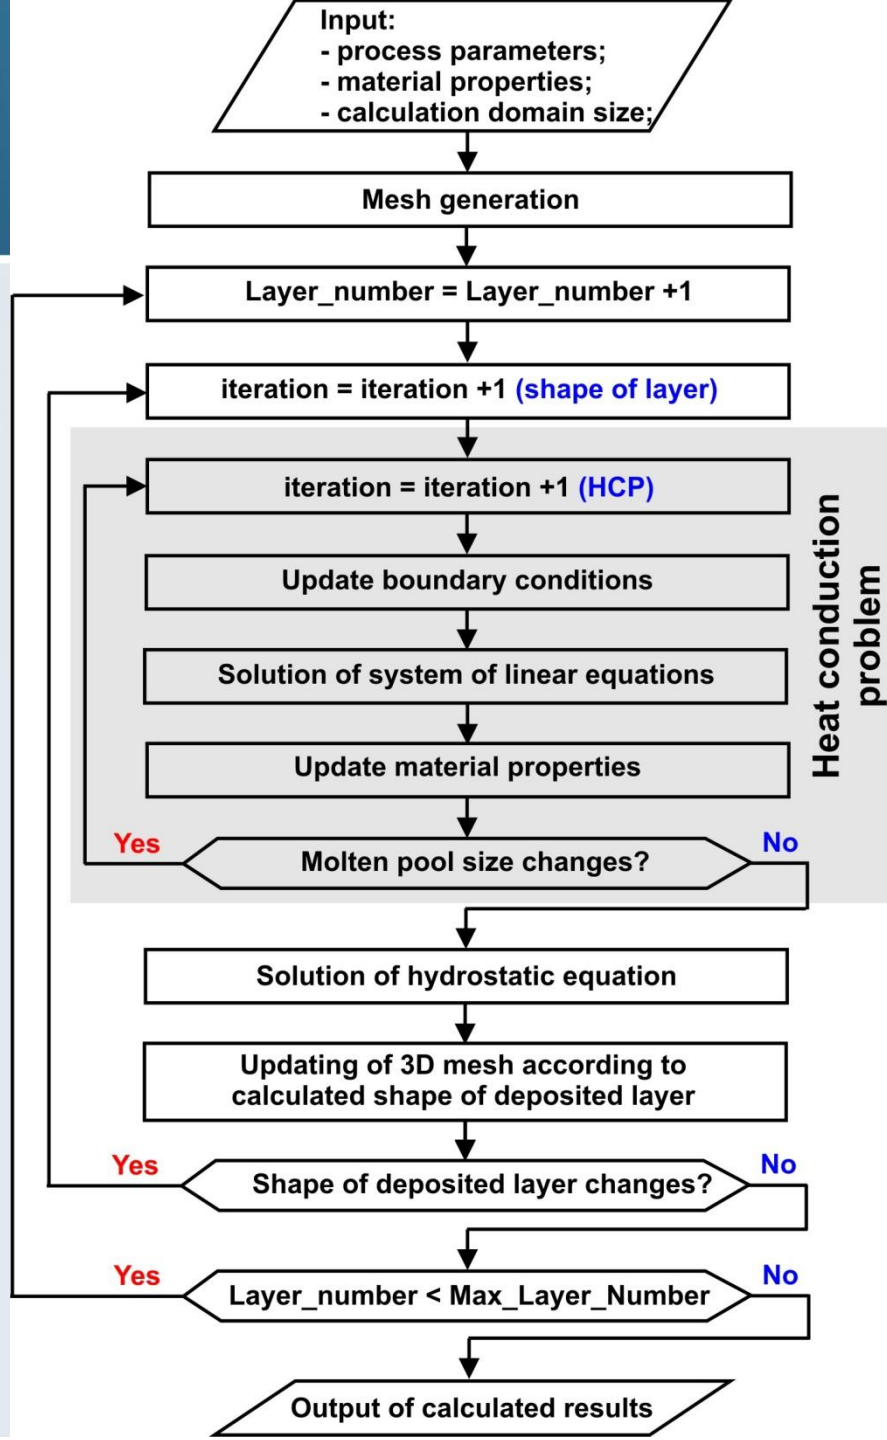 Input:
- process parameters;
- material properties;
- calculation domain size;
Mesh generation
Layer_number = Layer_number +1
iteration = iteration +1 (shape of layer)
iteration = iteration +1 (HCP)
Update boundary conditions
Solution of system of linear equations
Update material properties
Heat conduction
problem
Yes
Molten pool size changes?
No
Solution of hydrostatic equation
Updating of 3D mesh according to
calculated shape of deposited layer
Yes
Shape of deposited layer changes?
No
Yes
Layer_number < Max_Layer_Number
No
Output of calculated results